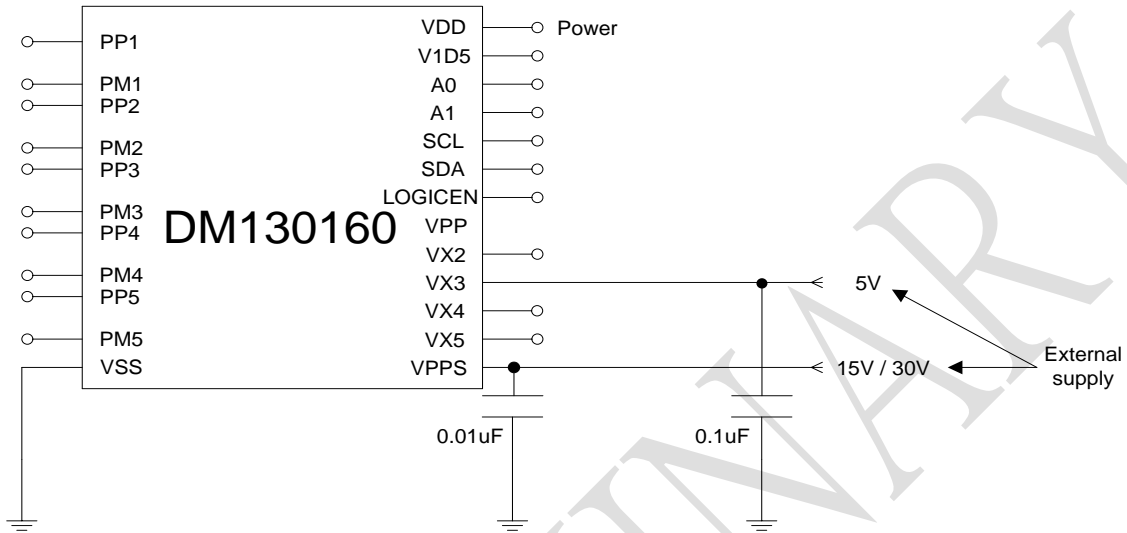 PP1
PM1
PP2
PM2
PP3
PM3
PP4
PM4
PP5
PM5
VSS
DM130160
VDD
V1D5
A0
A1
SCL
SDA
LOGICEN
VPP
VX2
VX3
VX4
VX5
VPPS
Power
5V
15V / 30V
External
supply
0.01uF
0.1uF
INARY